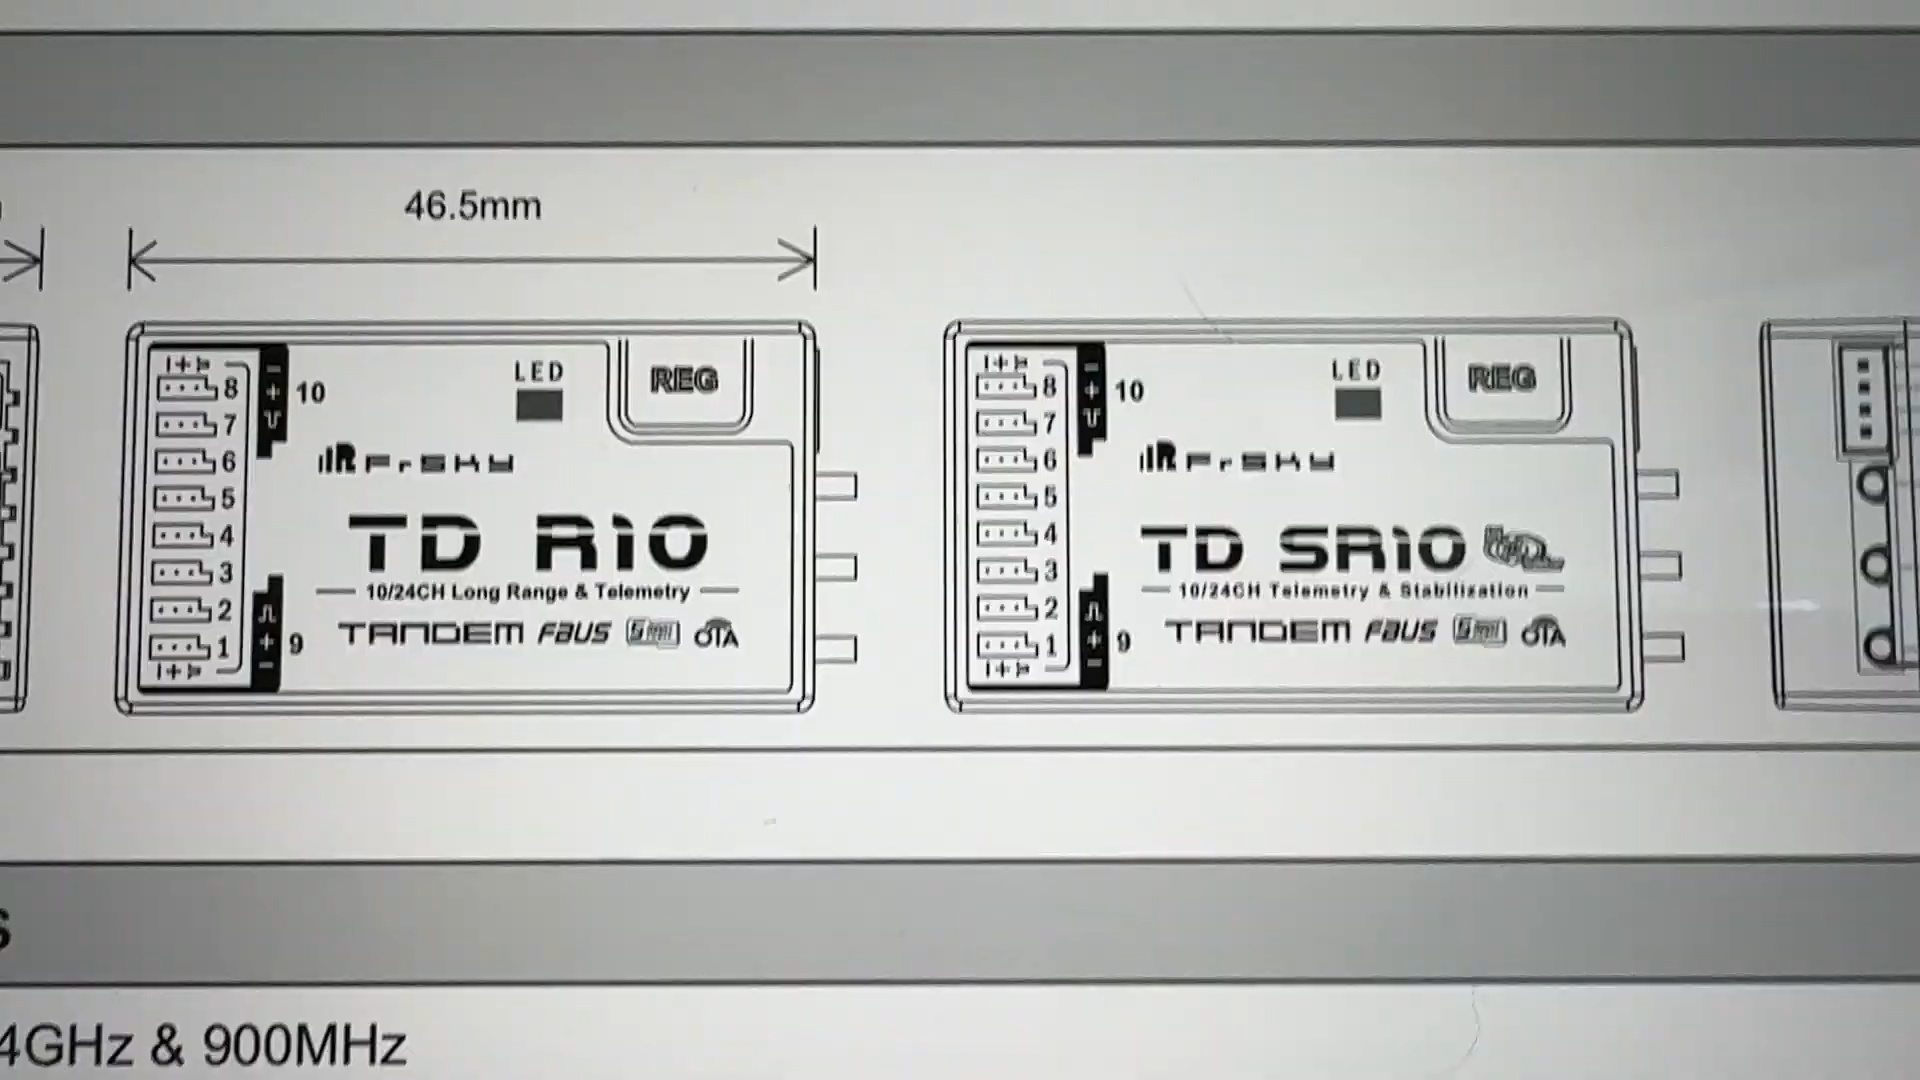 46.5mm
8
7
6
5
4
3
2
1
10
9
LED
REG
FrSKY
TD R10
10/24CH Long Range & Telemetry
TANDEM FBUS S.Port OTA
8
7
6
5
4
3
2
1
10
9
LED
REG
FrSKY
TD SR10
10/24CH Telemetry & Stabilization
TANDEM FBUS S.Port OTA
4GHz & 900MHz